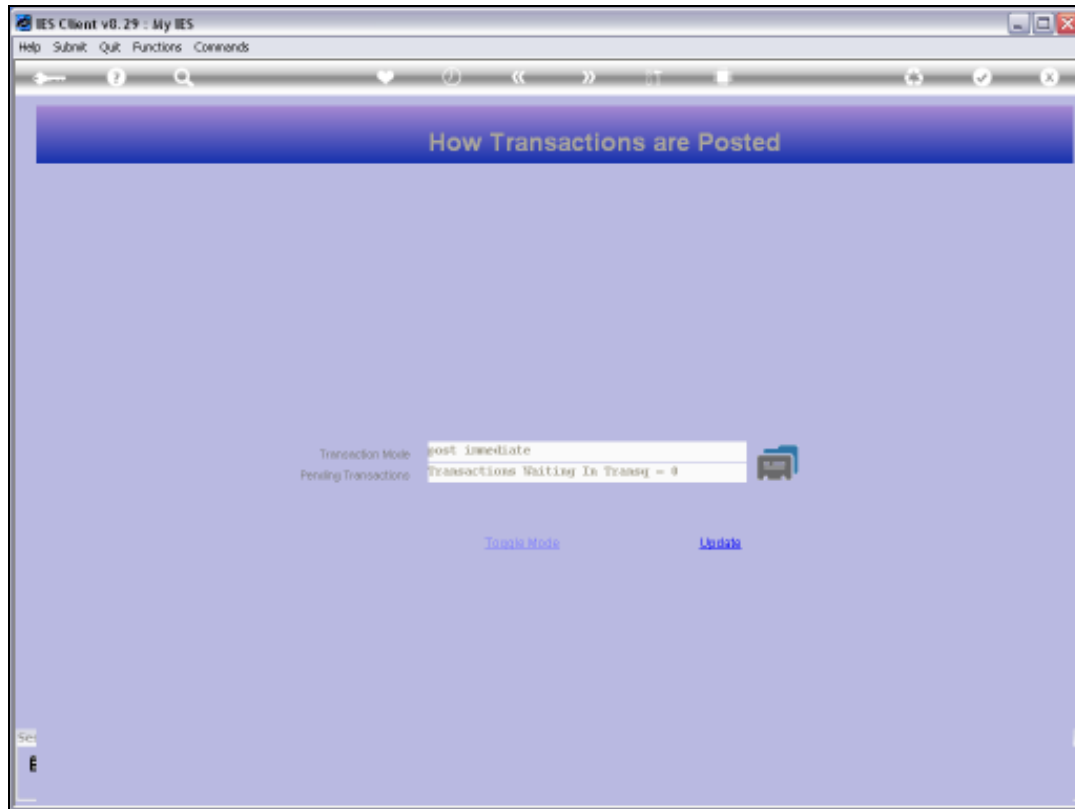 IES Client v8.29 : My IES
Help Submit Quit Functions Commands
How Transactions are Posted
Transaction Mode post immediate
Pending Transactions Transactions Waiting In Transq = 0
Toggle Mode Update